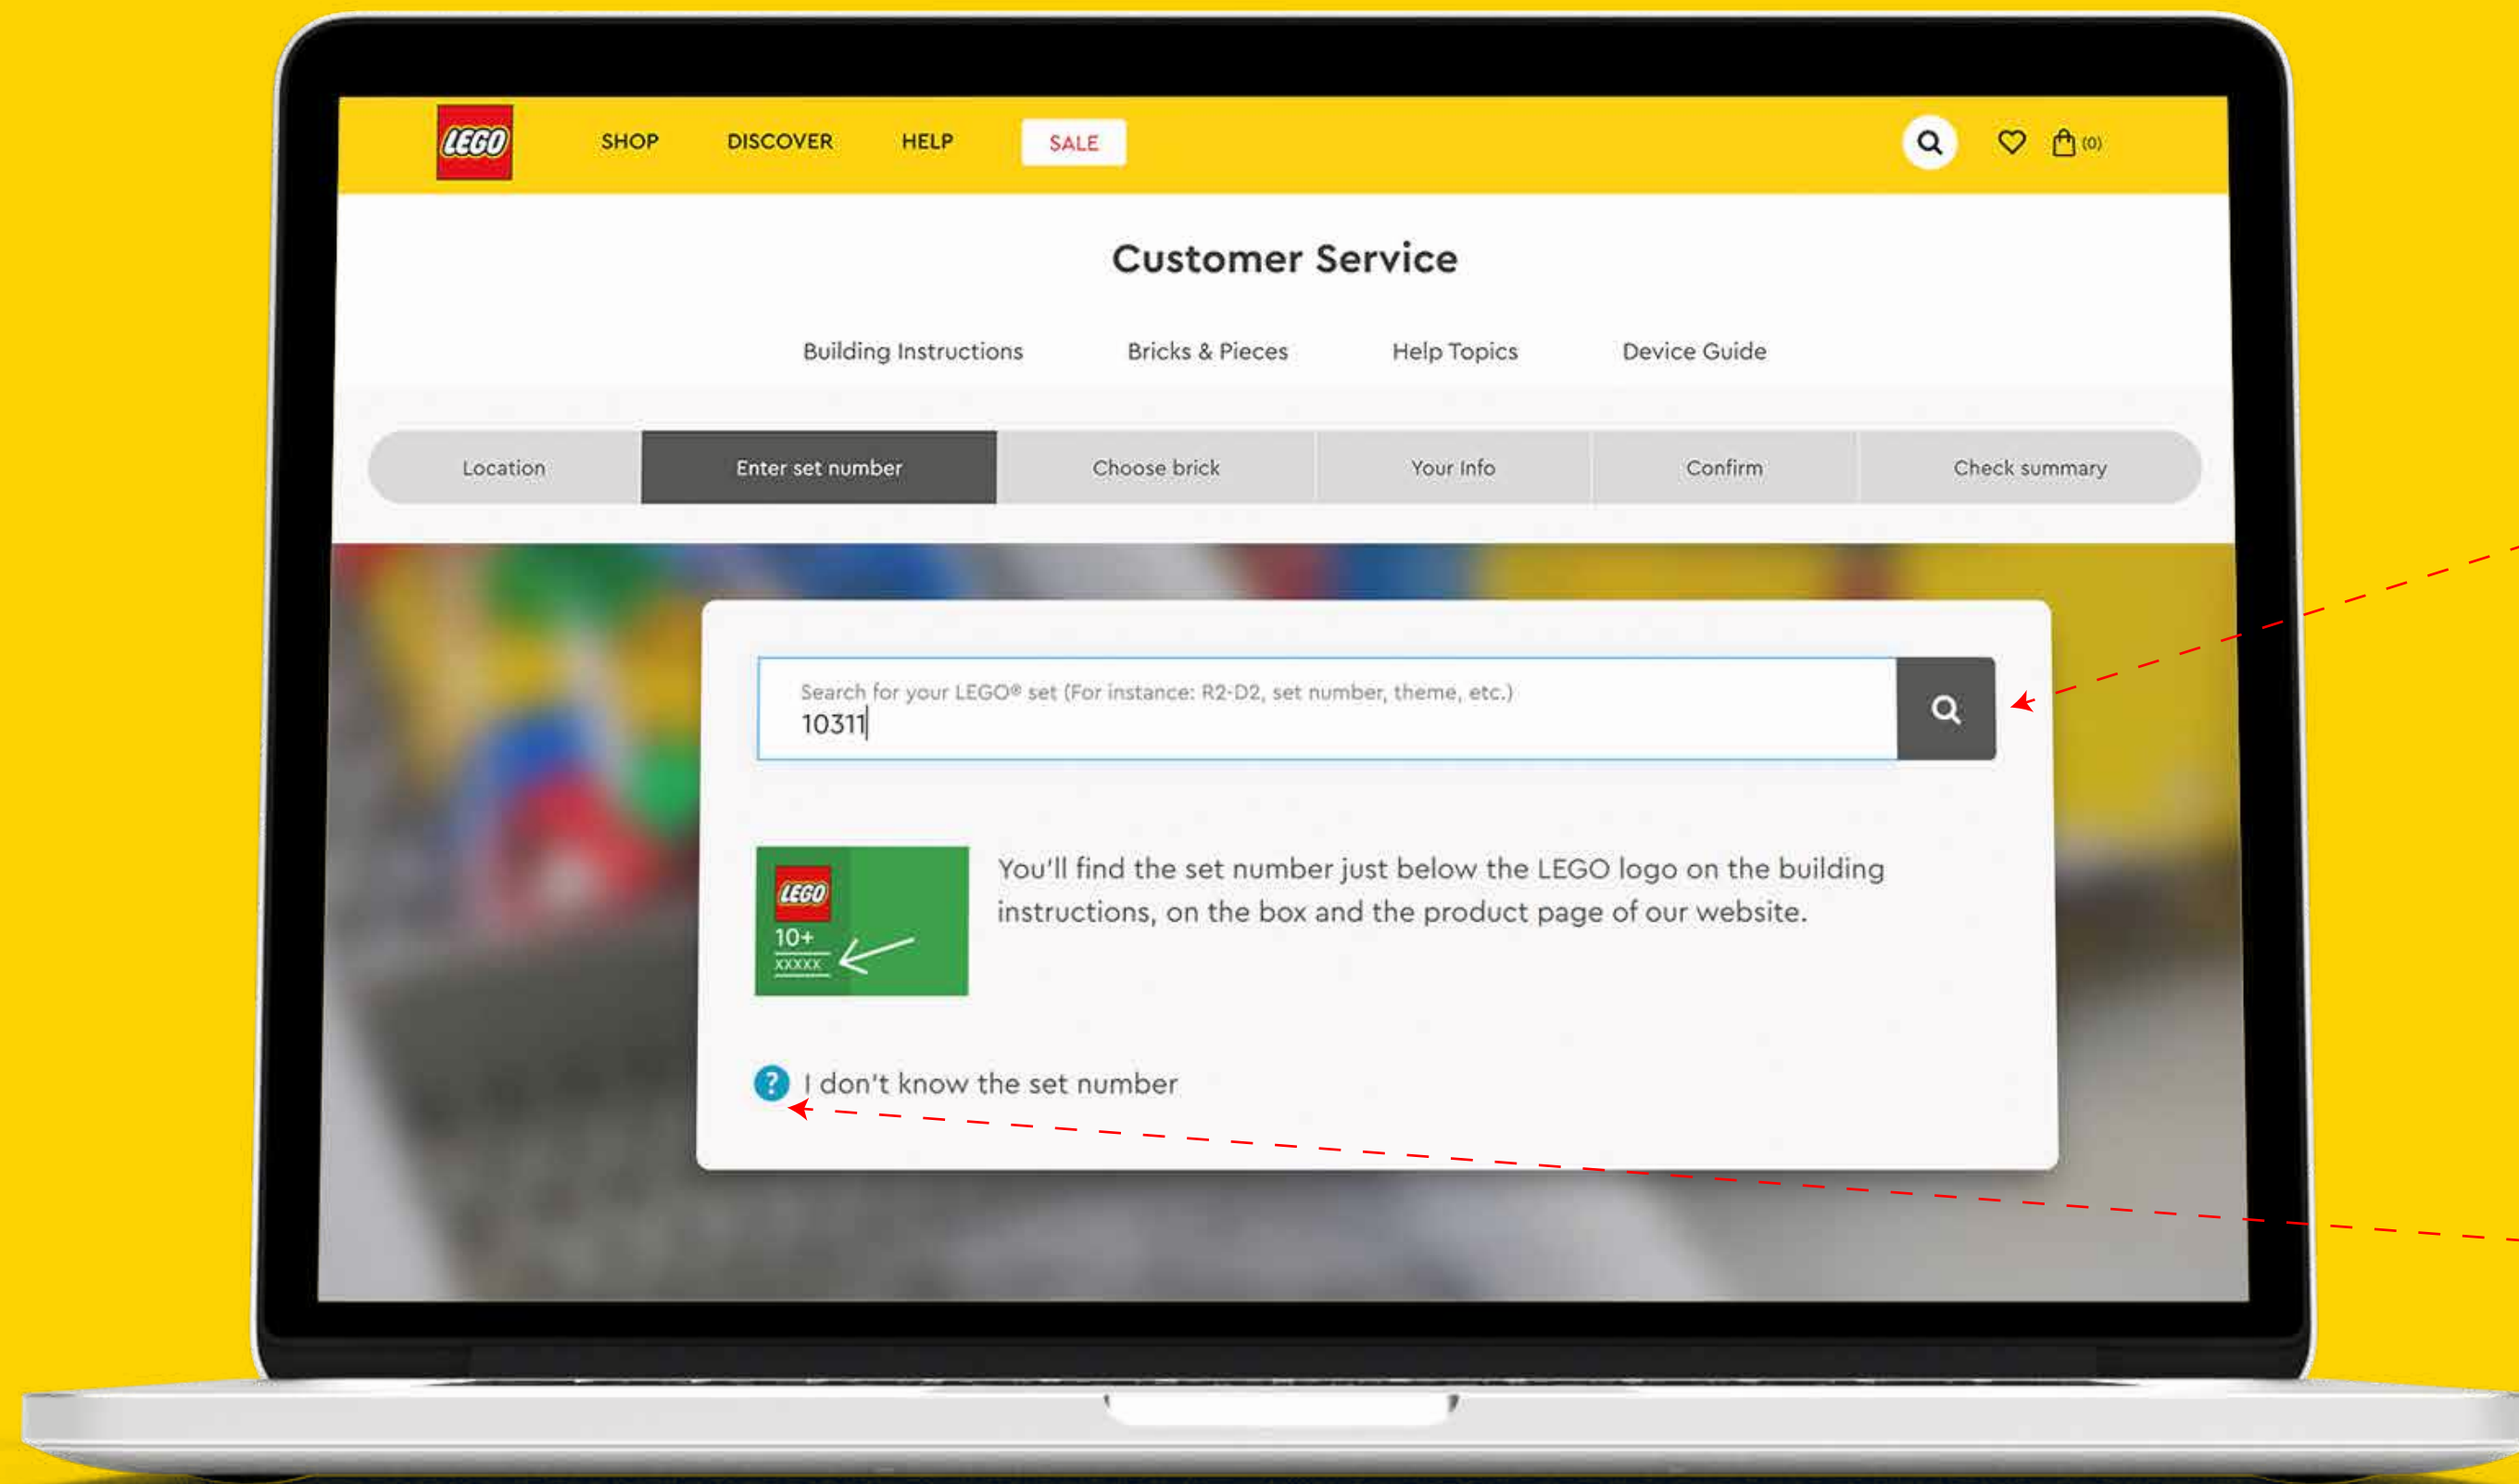 LEGO SHOP DISCOVER HELP SALE (0)
Customer Service
Building Instructions Bricks & Pieces Help Topics Device Guide
Location Enter set number Choose brick Your Info Confirm Check summary
Search for your LEGO® set (For instance: R2-D2, set number, theme, etc.)
10311
LEGO
10+
XXXXX
You'll find the set number just below the LEGO logo on the building
instructions, on the box and the product page of our website.
? I don't know the set number